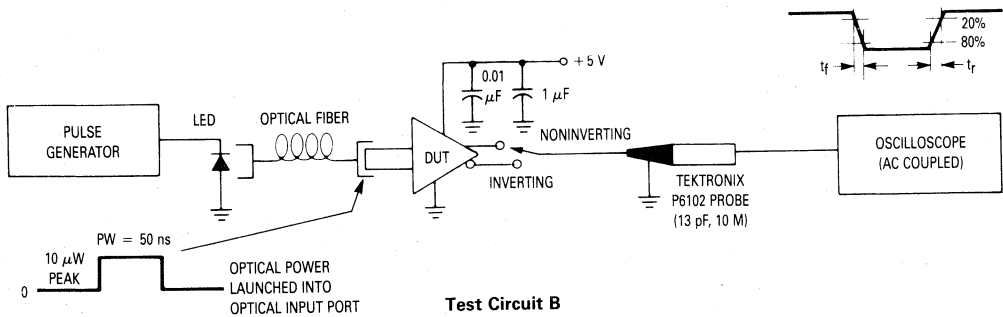 20%
80%
tf
tr
+5 V
0.01
μF
1 μF
LED
OPTICAL FIBER
PULSE
GENERATOR
DUT
NONINVERTING
INVERTING
TEKTRONIX
P6102 PROBE
(13 pF, 10 M)
OSCILLOSCOPE
(AC COUPLED)
PW = 50 ns
10 μW
PEAK
0
OPTICAL POWER
LAUNCHED INTO
OPTICAL INPUT PORT
Test Circuit B